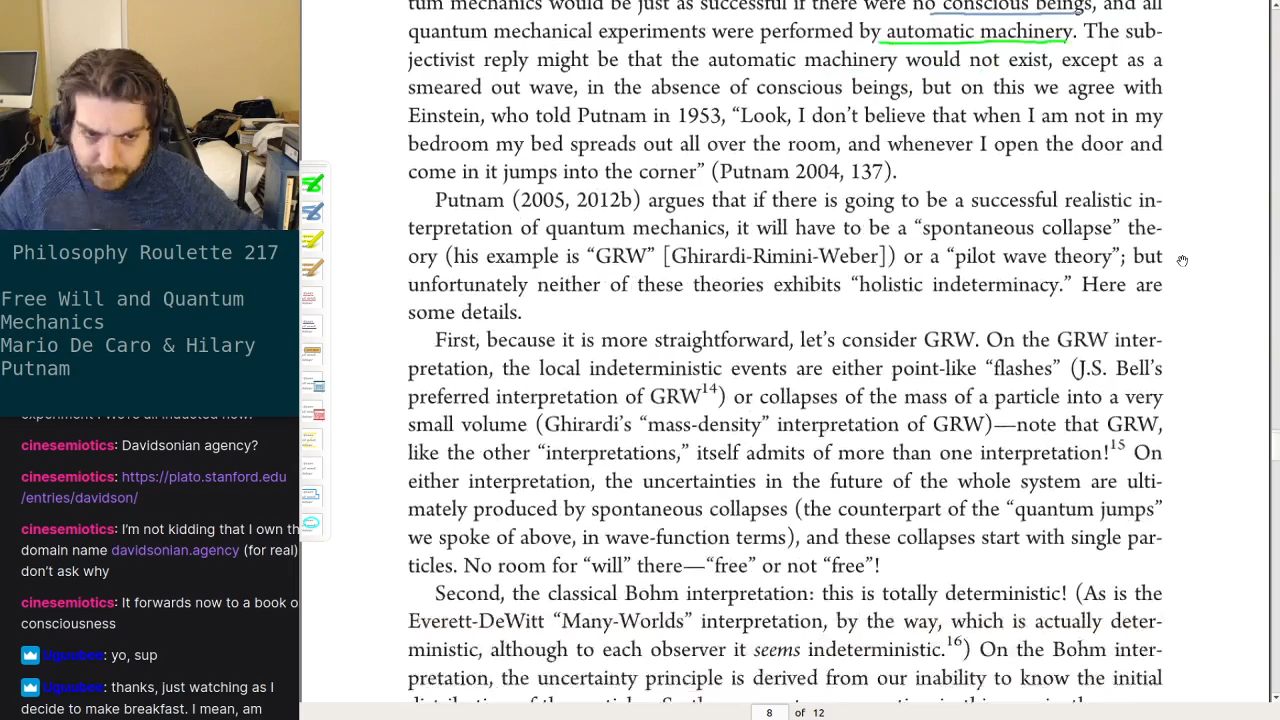 tum mechanics would be just as successful if there were no conscious beings, and all
quantum mechanical experiments were performed by automatic machinery. The sub-
jectivist reply might be that the automatic machinery would not exist, except as a
smeared out wave, in the absence of conscious beings, but on this we agree with
Einstein, who told Putnam in 1953, “Look, I don’t believe that when I am not in my
bedroom my bed spreads out all over the room, and whenever I open the door and
come in it jumps into the corner” (Putnam 2004, 137).
Putnam (2005, 2012b) argues that if there is going to be a successful realistic in-
terpretation of quantum mechanics, it will have to be a “spontaneous collapse” the-
ory (his example is “GRW” [Ghirardi-Rimini-Weber]) or a “pilot wave theory”; but
unfortunately neither of these theories exhibits “holistic indeterminacy.” Here are
some details.
First, because it is more straightforward, let’s consider GRW. On the GRW inter-
pretation, the local indeterministic events are either point-like “flashes” (J.S. Bell’s
preferred interpretation of GRW14) or collapses of the mass of a particle into a very
small volume (Girardi’s “mass-density” interpretation of GRW)—note that GRW,
like the other “interpretations,” itself admits of more than one interpretation!15 On
either interpretation, the uncertainties in the future of the whole system are ulti-
mately produced by spontaneous collapses (the counterpart of the “quantum jumps”
we spoke of above, in wave-function terms), and these collapses start with single par-
ticles. No room for “will” there—“free” or not “free”!
Second, the classical Bohm interpretation: this is totally deterministic! (As is the
Everett-DeWitt “Many-Worlds” interpretation, by the way, which is actually deter-
ministic, although to each observer it seems indeterministic.16) On the Bohm inter-
pretation, the uncertainty principle is derived from our inability to know the initial
8 of 12
Philosophy Roulette 217
Free Will and Quantum
Mechanics
Mario De Caro & Hilary
Putnam
cinesemiotics: Davidsonian agency?
cinesemiotics: https://plato.stanford.edu
/entries/davidson/
cinesemiotics: I’m not kidding that I own th
domain name davidsonian.agency (for real)
don’t ask why
cinesemiotics: It forwards now to a book o
consciousness
Uguubee: yo, sup
Uguubee: thanks, just watching as I
decide to make breakfast. I mean, am